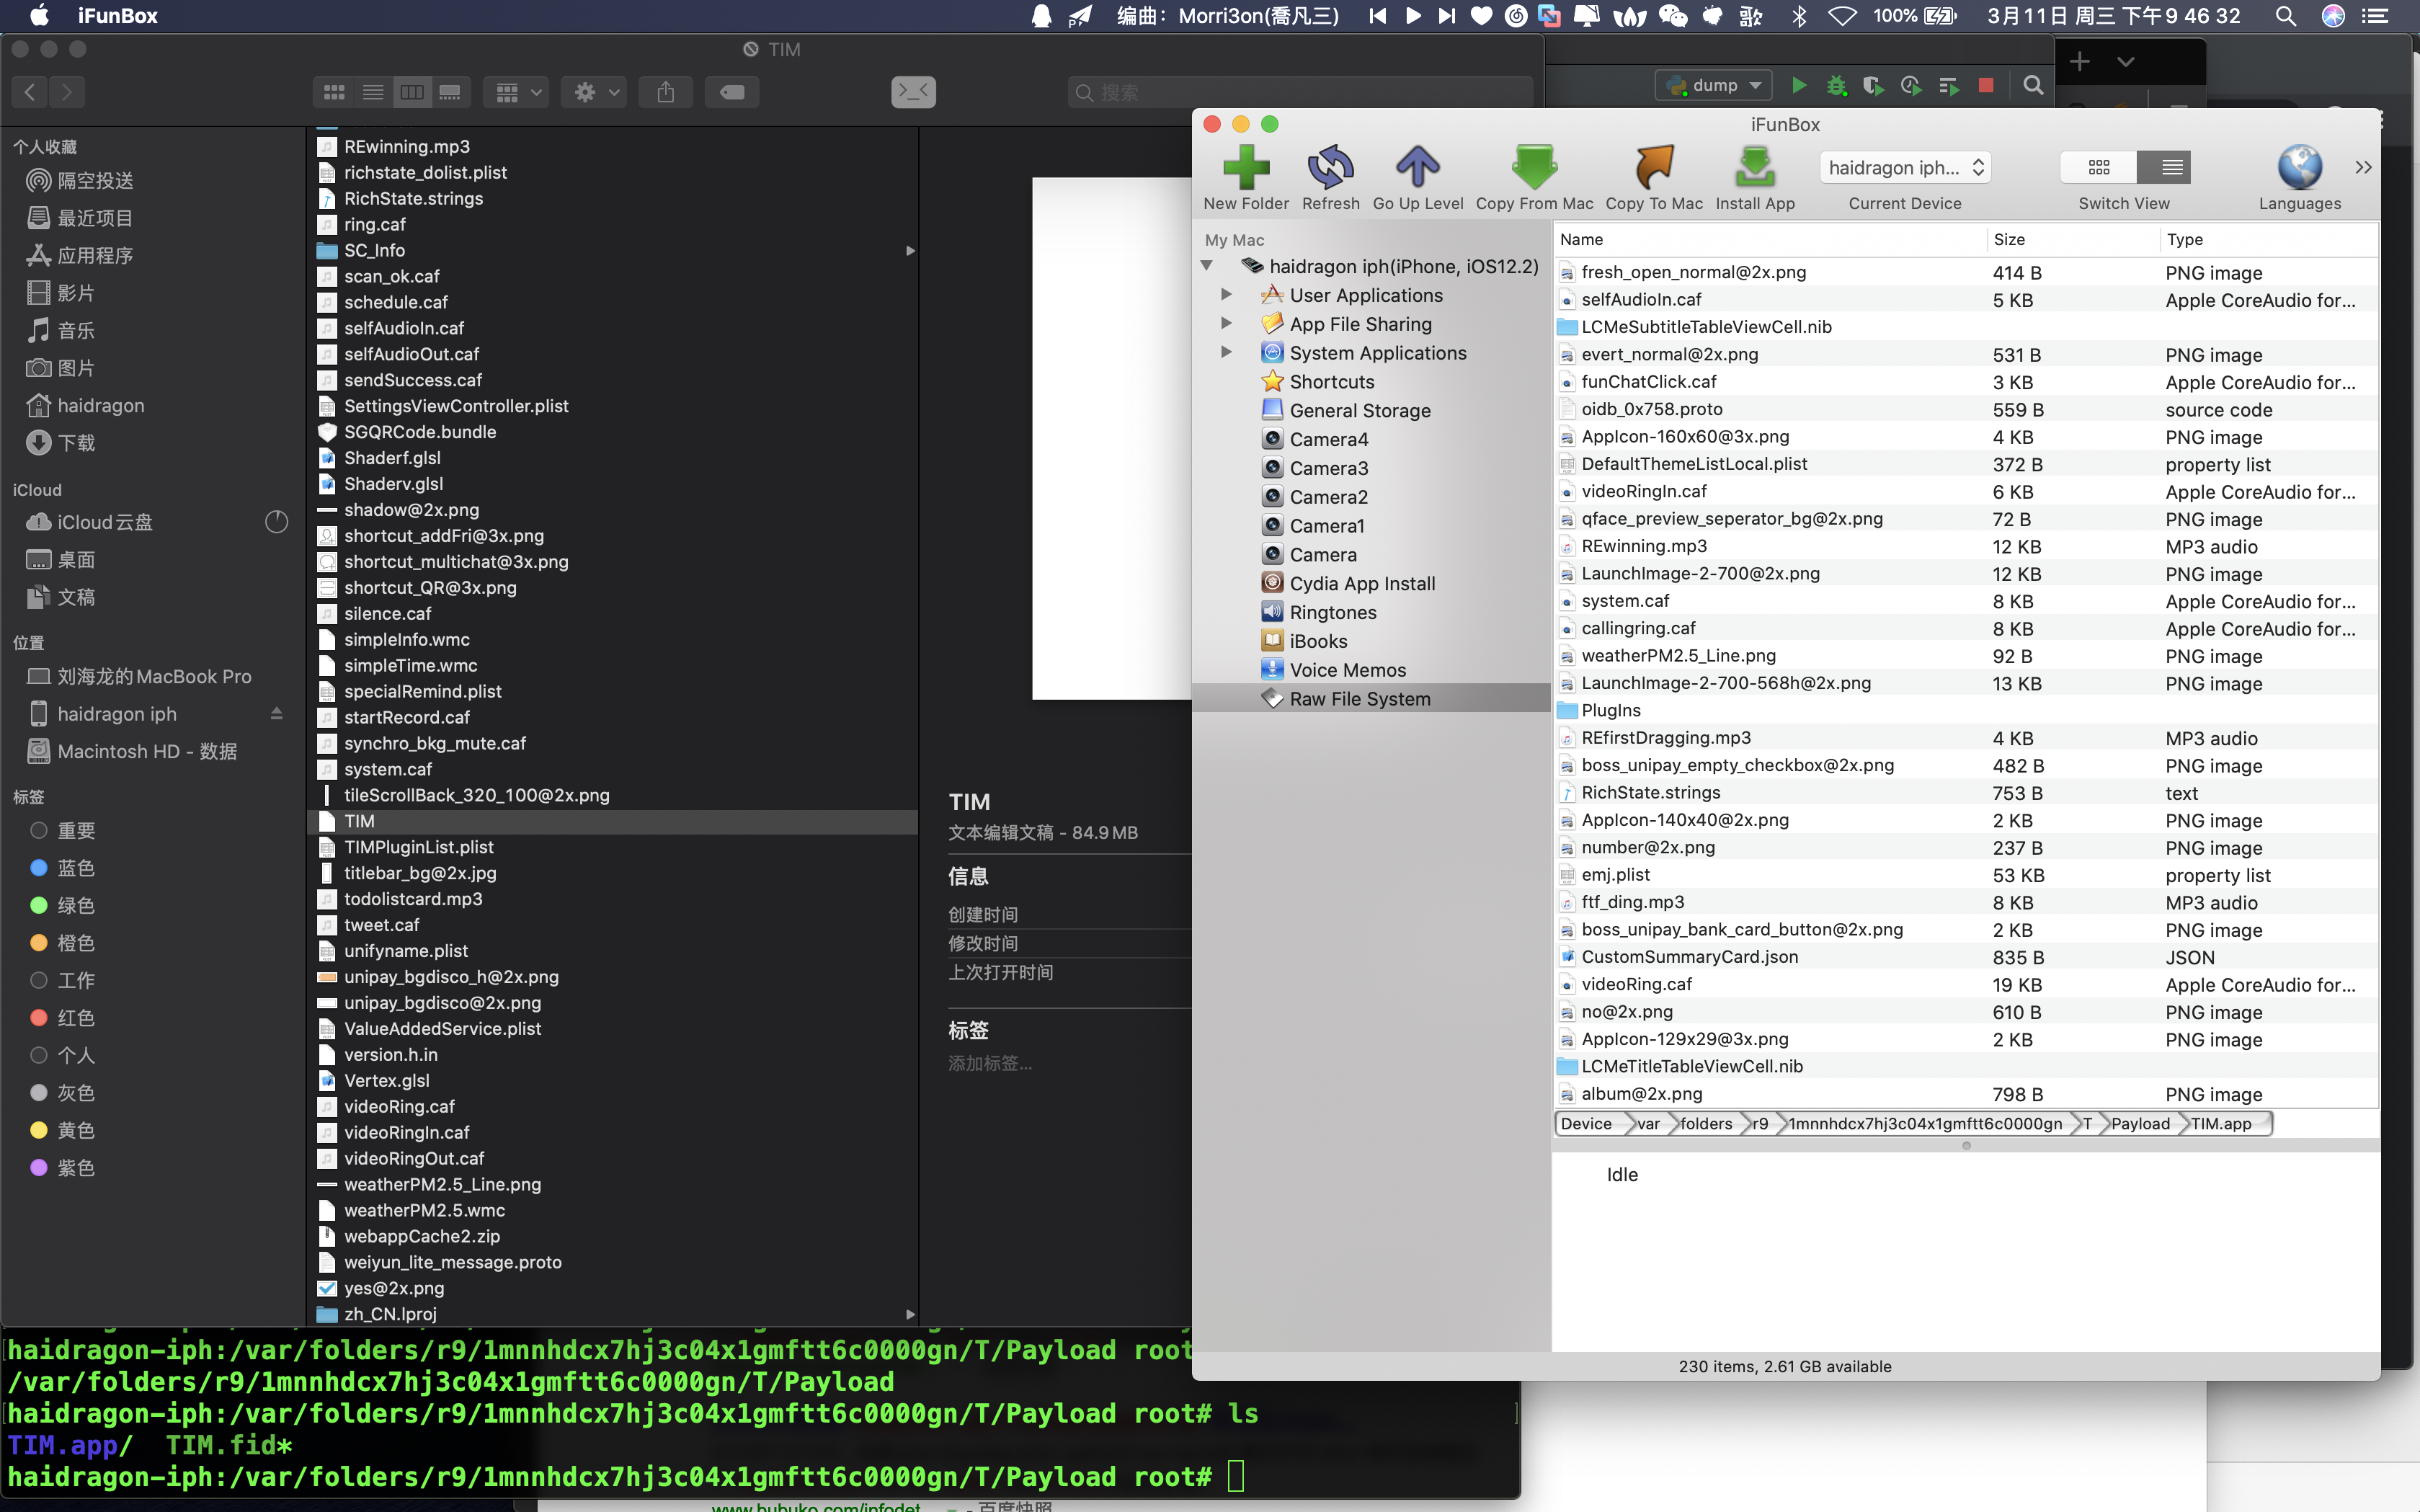 iFunBox
编曲：Morri3on(喬凡三)
100%
3月11日 周三 下午9 46 32
TIM
搜索
个人收藏
隔空投送
最近项目
应用程序
影片
音乐
图片
haidragon
下载
iCloud
iCloud云盘
桌面
文稿
位置
刘海龙的MacBook Pro
haidragon iph
Macintosh HD - 数据
标签
重要
蓝色
绿色
橙色
工作
红色
个人
灰色
黄色
紫色
REwinning.mp3
richstate_dolist.plist
RichState.strings
ring.caf
SC_Info
scan_ok.caf
schedule.caf
selfAudioIn.caf
selfAudioOut.caf
sendSuccess.caf
SettingsViewController.plist
SGQRCode.bundle
Shaderf.glsl
Shaderv.glsl
shadow@2x.png
shortcut_addFri@3x.png
shortcut_multichat@3x.png
shortcut_QR@3x.png
silence.caf
simpleInfo.wmc
simpleTime.wmc
specialRemind.plist
startRecord.caf
synchro_bkg_mute.caf
system.caf
tileScrollBack_320_100@2x.png
TIM
TIMPluginList.plist
titlebar_bg@2x.jpg
todolistcard.mp3
tweet.caf
unifyname.plist
unipay_bgdisco_h@2x.png
unipay_bgdisco@2x.png
ValueAddedService.plist
version.h.in
Vertex.glsl
videoRing.caf
videoRingIn.caf
videoRingOut.caf
weatherPM2.5_Line.png
weatherPM2.5.wmc
webappCache2.zip
weiyun_lite_message.proto
yes@2x.png
zh_CN.lproj
TIM
文本编辑文稿 - 84.9 MB
信息
创建时间
修改时间
上次打开时间
标签
添加标签...
dump
iFunBox
New Folder Refresh Go Up Level Copy From Mac Copy To Mac Install App
haidragon iph...
Current Device
Switch View
Languages
My Mac
haidragon iph(iPhone, iOS12.2)
User Applications
App File Sharing
System Applications
Shortcuts
General Storage
Camera4
Camera3
Camera2
Camera1
Camera
Cydia App Install
Ringtones
iBooks
Voice Memos
Raw File System
Name Size Type
fresh_open_normal@2x.png 414 B PNG image
selfAudioIn.caf 5 KB Apple CoreAudio for...
LCMeSubtitleTableViewCell.nib
evert_normal@2x.png 531 B PNG image
funChatClick.caf 3 KB Apple CoreAudio for...
oidb_0x758.proto 559 B source code
AppIcon-160x60@3x.png 4 KB PNG image
DefaultThemeListLocal.plist 372 B property list
videoRingIn.caf 6 KB Apple CoreAudio for...
qface_preview_seperator_bg@2x.png 72 B PNG image
REwinning.mp3 12 KB MP3 audio
LaunchImage-2-700@2x.png 12 KB PNG image
system.caf 8 KB Apple CoreAudio for...
callingring.caf 8 KB Apple CoreAudio for...
weatherPM2.5_Line.png 92 B PNG image
LaunchImage-2-700-568h@2x.png 13 KB PNG image
PlugIns
REfirstDragging.mp3 4 KB MP3 audio
boss_unipay_empty_checkbox@2x.png 482 B PNG image
RichState.strings 753 B text
AppIcon-140x40@2x.png 2 KB PNG image
number@2x.png 237 B PNG image
emj.plist 53 KB property list
ftf_ding.mp3 8 KB MP3 audio
boss_unipay_bank_card_button@2x.png 2 KB PNG image
CustomSummaryCard.json 835 B JSON
videoRing.caf 19 KB Apple CoreAudio for...
no@2x.png 610 B PNG image
AppIcon-129x29@3x.png 2 KB PNG image
LCMeTitleTableViewCell.nib
album@2x.png 798 B PNG image
Device var folders r9 1mnnhdcx7hj3c04x1gmftt6c0000gn T Payload TIM.app
Idle
230 items, 2.61 GB available
haidragon-iph:/var/folders/r9/1mnnhdcx7hj3c04x1gmftt6c0000gn/T/Payload root
/var/folders/r9/1mnnhdcx7hj3c04x1gmftt6c0000gn/T/Payload
haidragon-iph:/var/folders/r9/1mnnhdcx7hj3c04x1gmftt6c0000gn/T/Payload root# ls
TIM.app/ TIM.fid*
haidragon-iph:/var/folders/r9/1mnnhdcx7hj3c04x1gmftt6c0000gn/T/Payload root#